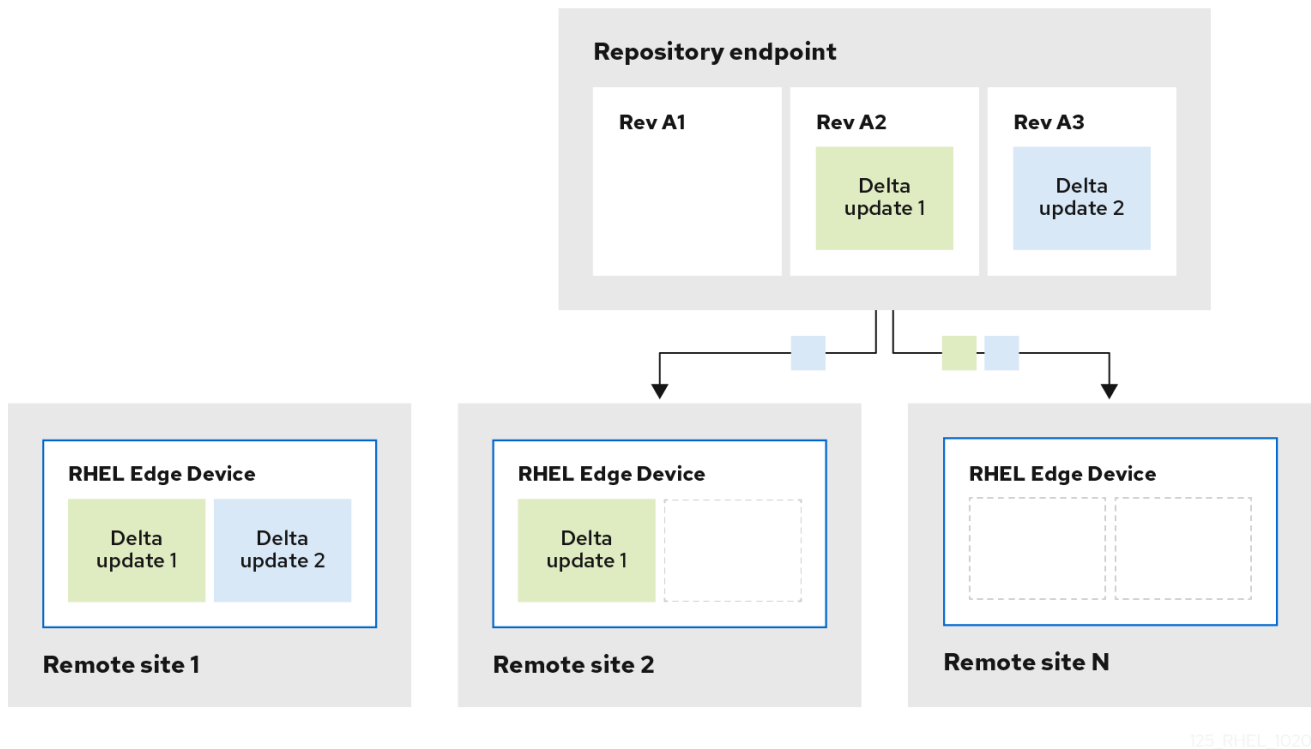 Repository endpoint
Rev A1
Rev A2
Rev A3
Delta
update 1
Delta
update 2
RHEL Edge Device
Delta
update 1
Delta
update 2
Remote site 1
RHEL Edge Device
Delta
update 1
Remote site 2
RHEL Edge Device
Remote site N
125_RHEL_1020